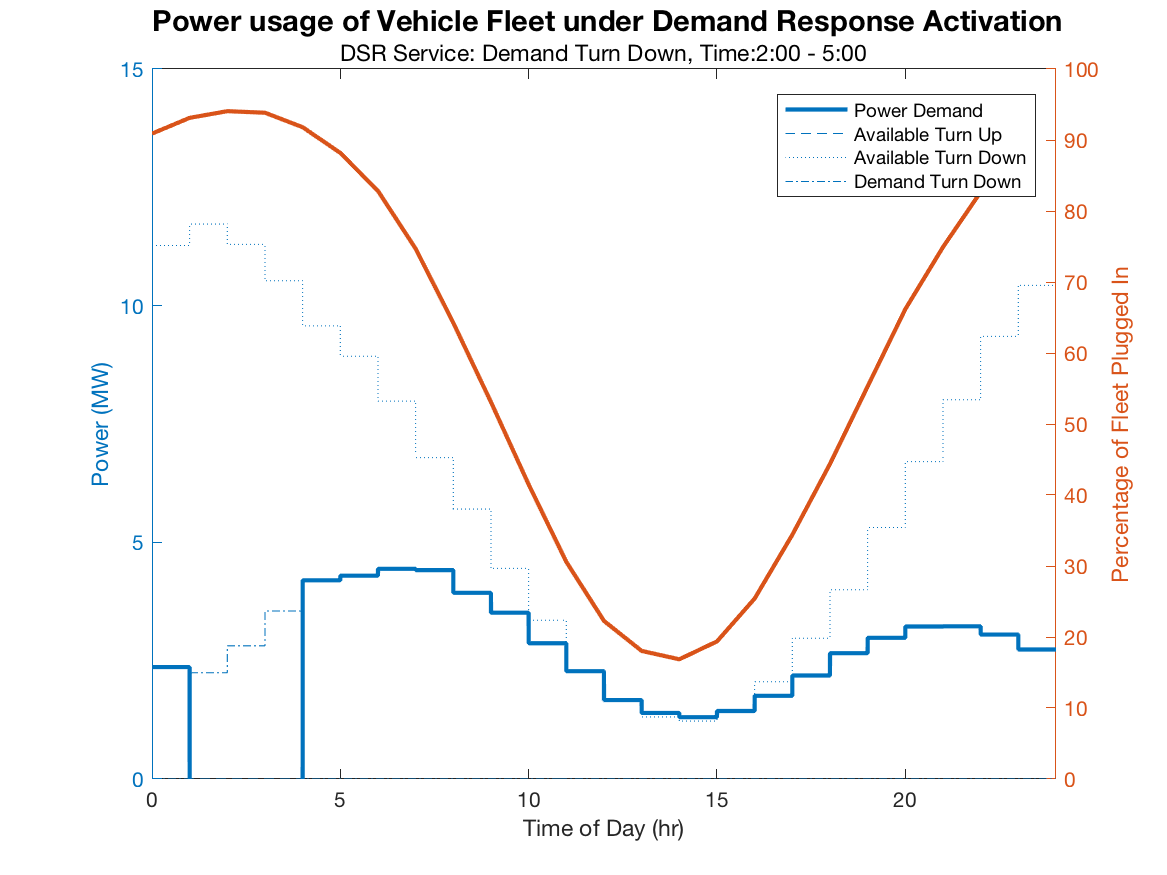 Power usage of Vehicle Fleet under Demand Response Activation
DSR Service: Demand Turn Down, Time:2:00 - 5:00
15
10
5
0
Power (MW)
Power Demand
Available Turn Up
Available Turn Down
Demand Turn Down
100
90
80
70
60
50
40
30
20
10
0
Percentage of Fleet Plugged In
0
5
10
15
20
Time of Day (hr)